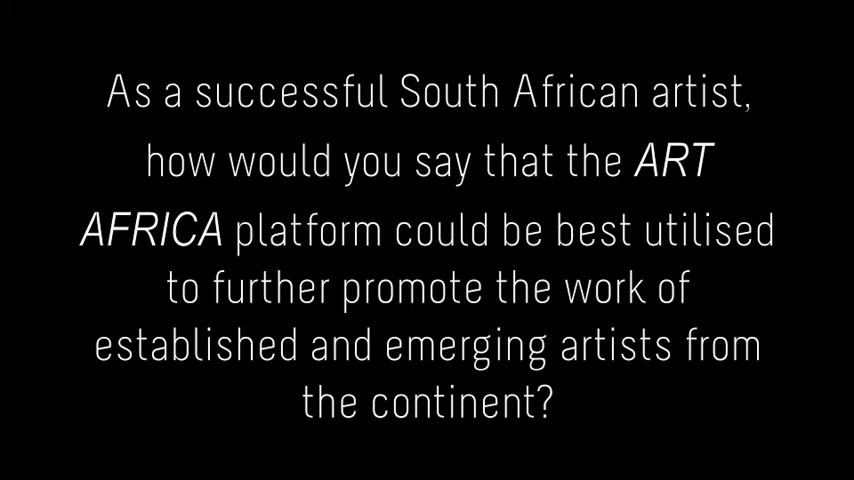 As a successful South African artist,
how would you say that the ART
AFRICA platform could be best utilised
to further promote the work of
established and emerging artists from
the continent?